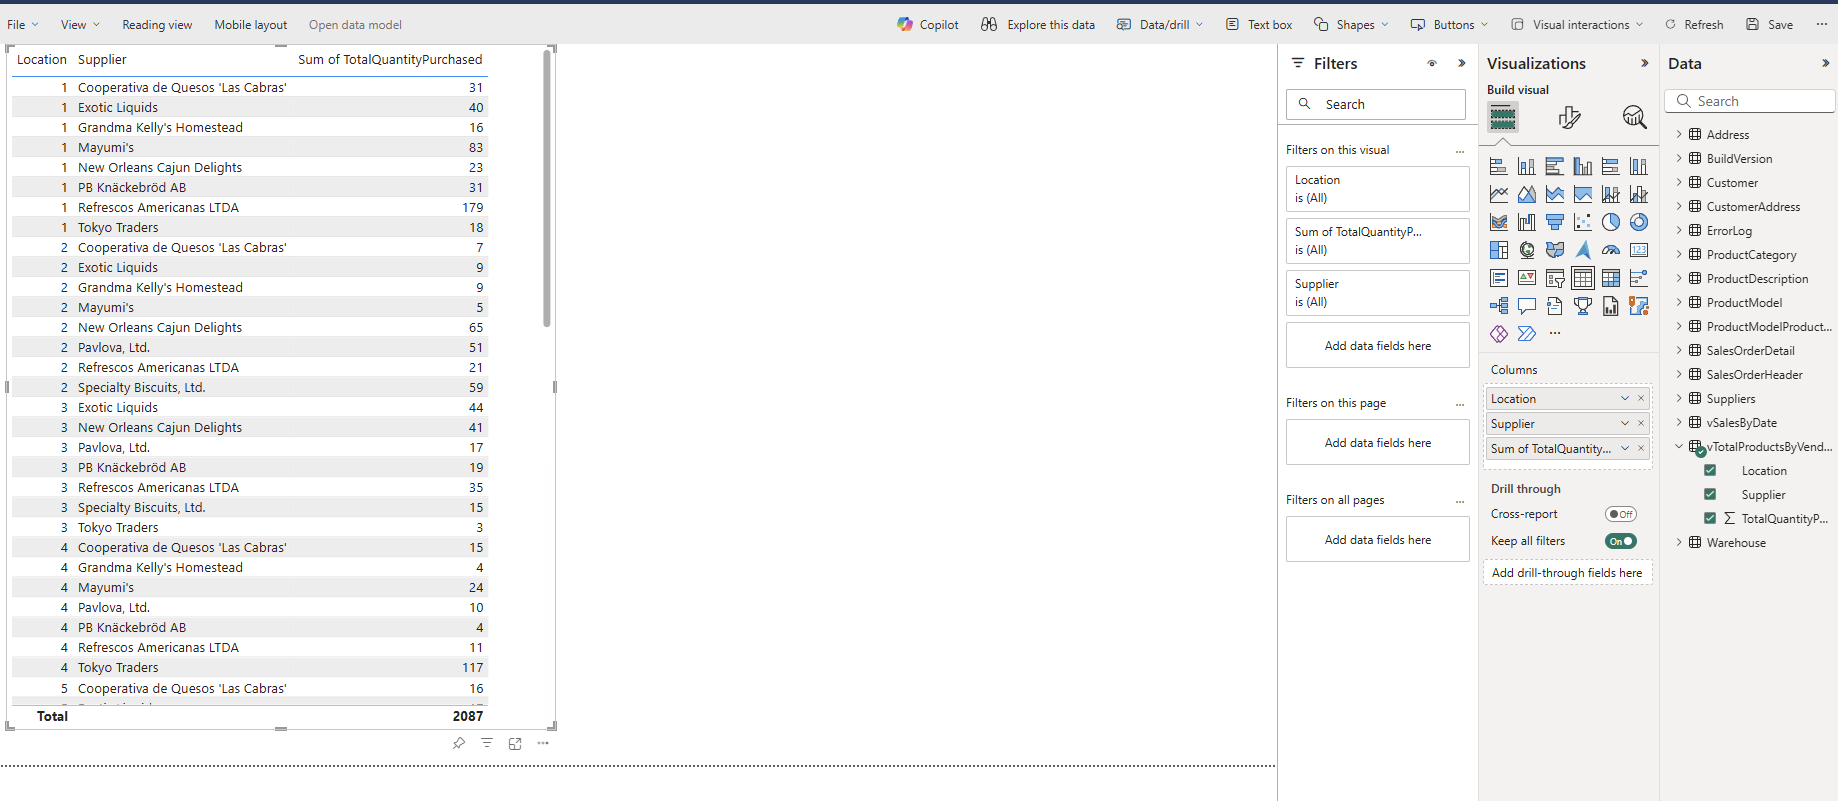 File
View
Reading view
Mobile layout
Open data model
Copilot
Explore this data
Data/drill
Text box
Shapes
Buttons
Visual interactions
Refresh
Save
Location Supplier Sum of TotalQuantityPurchased
1 Cooperativa de Quesos 'Las Cabras' 31
1 Exotic Liquids 40
1 Grandma Kelly's Homestead 16
1 Mayumi's 83
1 New Orleans Cajun Delights 23
1 PB Knäckebröd AB 31
1 Refrescos Americanas LTDA 179
1 Tokyo Traders 18
2 Cooperativa de Quesos 'Las Cabras' 7
2 Exotic Liquids 9
2 Grandma Kelly's Homestead 9
2 Mayumi's 5
2 New Orleans Cajun Delights 65
2 Pavlova, Ltd. 51
2 Refrescos Americanas LTDA 21
2 Specialty Biscuits, Ltd. 59
3 Exotic Liquids 44
3 New Orleans Cajun Delights 41
3 Pavlova, Ltd. 17
3 PB Knäckebröd AB 19
3 Refrescos Americanas LTDA 35
3 Specialty Biscuits, Ltd. 15
3 Tokyo Traders 3
4 Cooperativa de Quesos 'Las Cabras' 15
4 Grandma Kelly's Homestead 4
4 Mayumi's 24
4 Pavlova, Ltd. 10
4 PB Knäckebröd AB 4
4 Refrescos Americanas LTDA 11
4 Tokyo Traders 117
5 Cooperativa de Quesos 'Las Cabras' 16
Total 2087
Filters
Search
Filters on this visual
...
Location
is (All)
Sum of TotalQuantityP...
is (All)
Supplier
is (All)
Add data fields here
Filters on this page
...
Add data fields here
Filters on all pages
...
Add data fields here
Visualizations
Build visual
123
Columns
Location
Supplier
Sum of TotalQuantity...
Drill through
Cross-report
Off
Keep all filters
On
Add drill-through fields here
Data
Search
Address
BuildVersion
Customer
CustomerAddress
ErrorLog
ProductCategory
ProductDescription
ProductModel
ProductModelProduct...
SalesOrderDetail
SalesOrderHeader
Suppliers
vSalesByDate
vTotalProductsByVend...
Location
Supplier
TotalQuantityP...
Warehouse